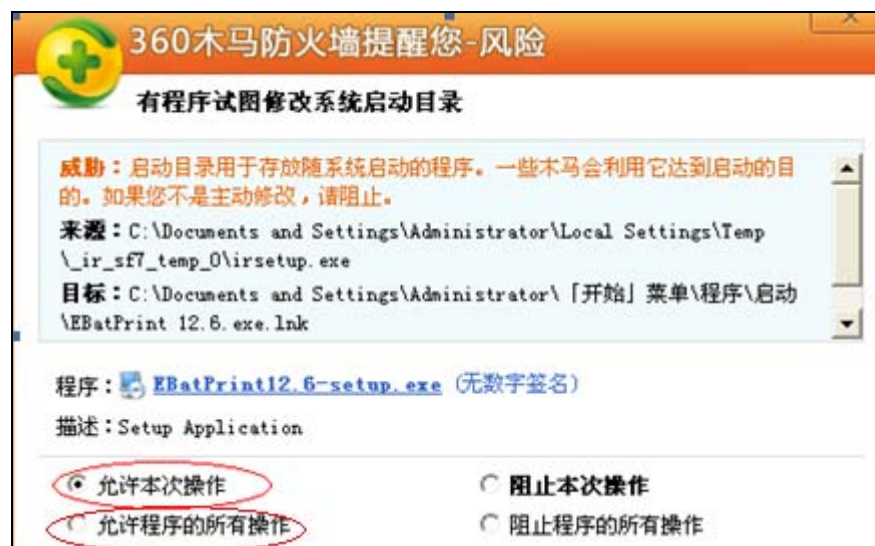 360木马防火墙提醒您-风险
有程序试图修改系统启动目录
威胁：启动目录用于存放随系统启动的程序。一些木马会利用它达到启动的目
的。如果您不是主动修改，请阻止。
来源：C:\Documents and Settings\Administrator\Local Settings\Temp
\_ir_sf7_temp_0\irsetup.exe
目标：C:\Documents and Settings\Administrator\「开始」菜单\程序\启动
\EBatPrint 12.6.exe.lnk
程序：EBatPrint12.6-setup.exe (无数字签名)
描述：Setup Application
允许本次操作 阻止本次操作
允许程序的所有操作 阻止程序的所有操作